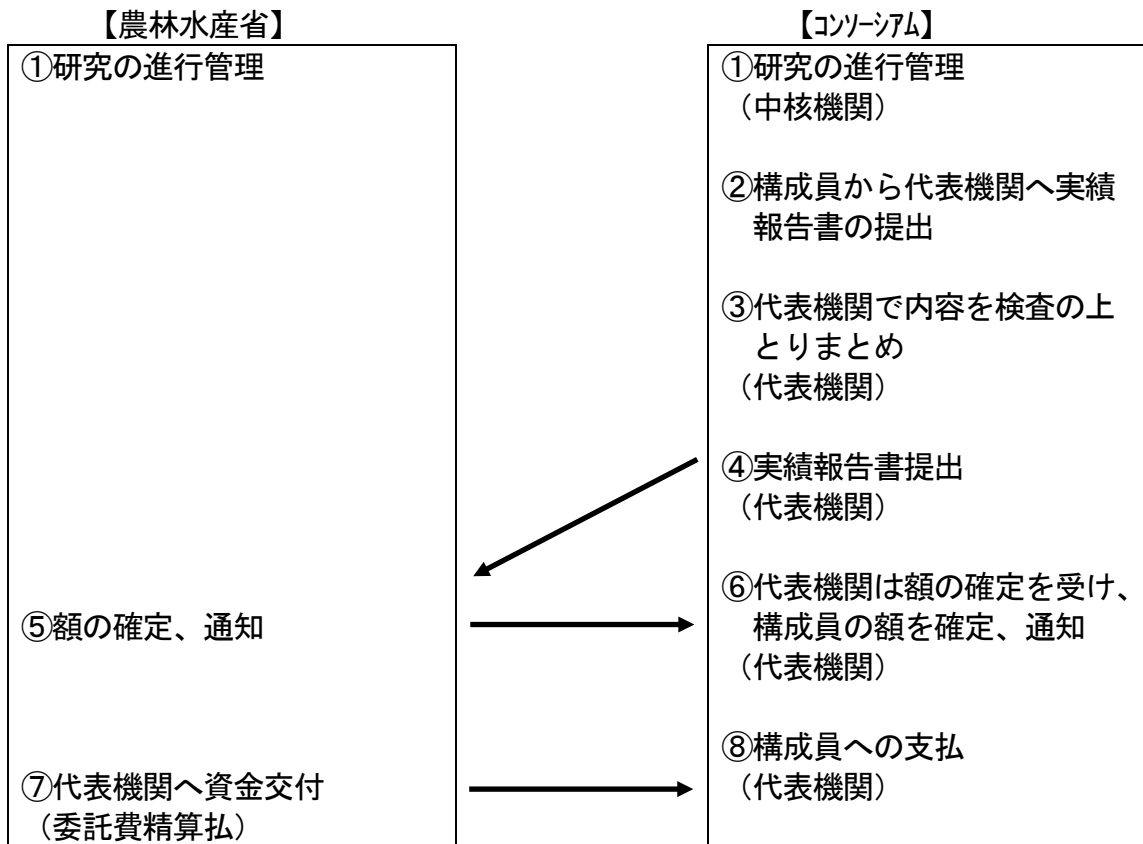 【農林水産省】
①研究の進行管理
⑤額の確定、通知
⑦代表機関へ資金交付
（委託費精算払）
【ｺﾝｿｰｼｱﾑ】
①研究の進行管理
（中核機関）
②構成員から代表機関へ実績
報告書の提出
③代表機関で内容を検査の上
とりまとめ
（代表機関）
④実績報告書提出
（代表機関）
⑥代表機関は額の確定を受け、
構成員の額を確定、通知
（代表機関）
⑧構成員への支払
（代表機関）